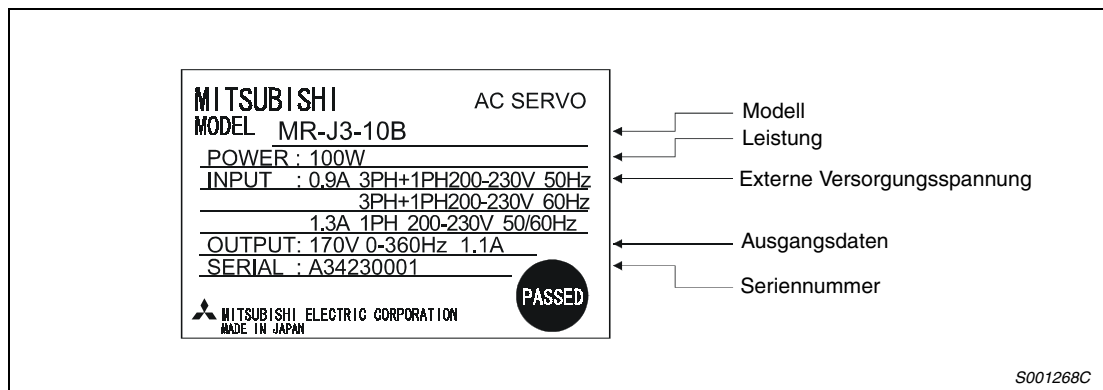 MITSUBISHI AC SERVO
MODEL MR-J3-10B
POWER : 100W
INPUT : 0.9A 3PH+1PH200-230V 50Hz
3PH+1PH200-230V 60Hz
1.3A 1PH 200-230V 50/60Hz
OUTPUT: 170V 0-360Hz 1.1A
SERIAL : A34230001
PASSED
MITSUBISHI ELECTRIC CORPORATION
MADE IN JAPAN
Modell
Leistung
Externe Versorgungsspannung
Ausgangsdaten
Seriennummer
S001268C